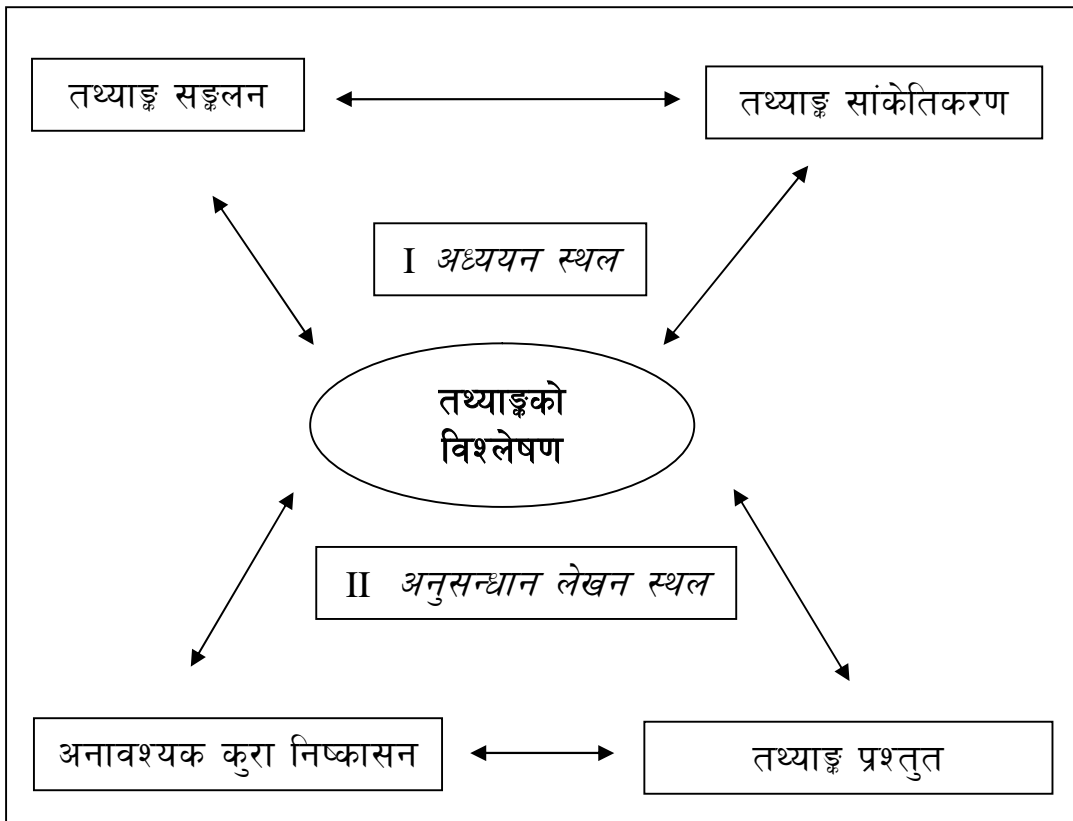 तथ्याङ्क सङ्कलन
तथ्याङ्क सांकेतिकरण
I अध्ययन स्थल
तथ्याङ्कको
विश्लेषण
II अनुसन्धान लेखन स्थल
अनावश्यक कुरा निष्कासन
तथ्याङ्क प्रश्तुत